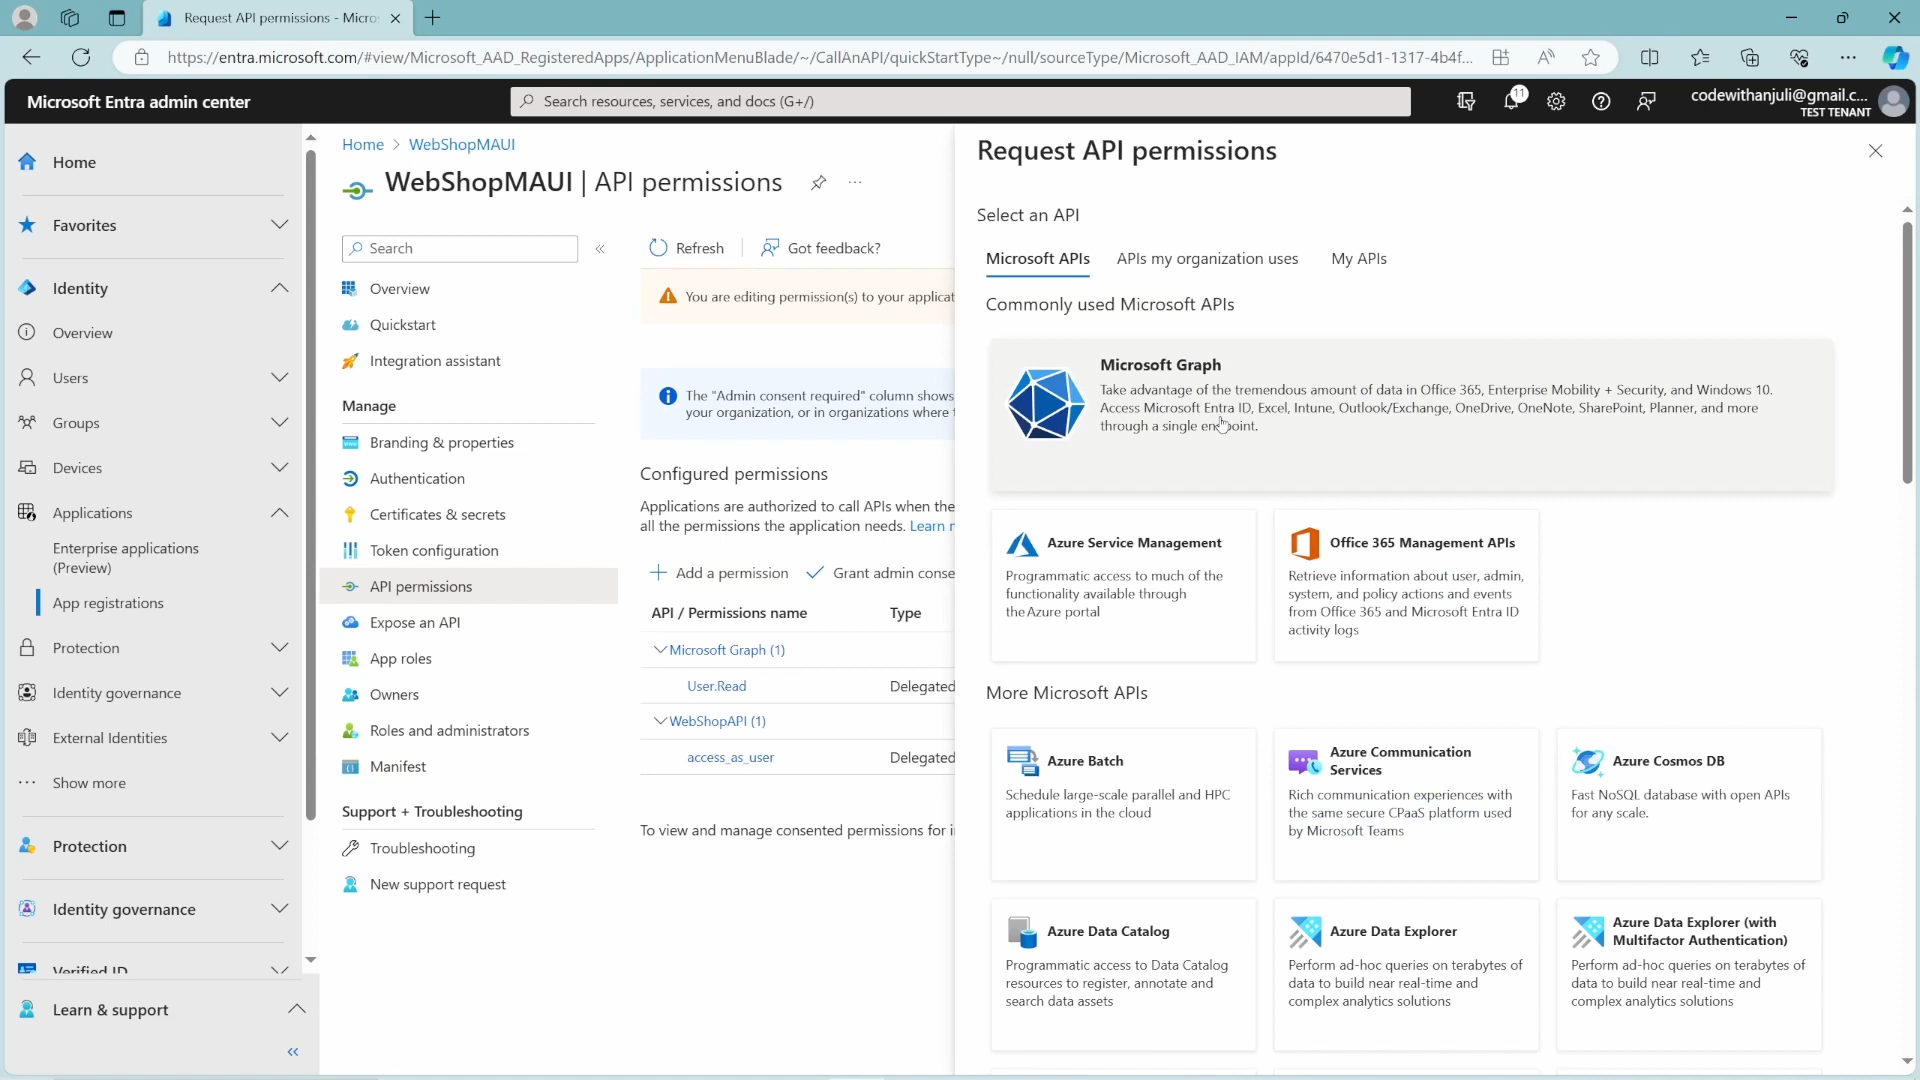 Request API permissions - Micro
https://entra.microsoft.com/#view/Microsoft_AAD_RegisteredApps/ApplicationMenuBlade/~/CallAnAPI/quickStartType~/null/sourceType/Microsoft_AAD_IAM/appId/6470e5d1-1317-4b4f...
Microsoft Entra admin center
Search resources, services, and docs (G+/)
11
codewithanjuli@gmail.c...
TEST TENANT
Home
Favorites
Identity
Overview
Users
Groups
Devices
Applications
Enterprise applications
(Preview)
App registrations
Protection
Identity governance
External Identities
Show more
Protection
Identity governance
Verified ID
Learn & support
Home > WebShopMAUI
WebShopMAUI | API permissions
Search
Overview
Quickstart
Integration assistant
Manage
Branding & properties
Authentication
Certificates & secrets
Token configuration
API permissions
Expose an API
App roles
Owners
Roles and administrators
Manifest
Support + Troubleshooting
Troubleshooting
New support request
Refresh
Got feedback?
You are editing permission(s) to your applicat
The "Admin consent required" column shows
your organization, or in organizations where
Configured permissions
Applications are authorized to call APIs when the
all the permissions the application needs. Learn
Add a permission
Grant admin conse
API / Permissions name Type
Microsoft Graph (1)
User.Read Delegated
WebShopAPI (1)
access_as_user Delegated
To view and manage consented permissions for i
Request API permissions
Select an API
Microsoft APIs
APIs my organization uses
My APIs
Commonly used Microsoft APIs
Microsoft Graph
Take advantage of the tremendous amount of data in Office 365, Enterprise Mobility + Security, and Windows 10.
Access Microsoft Entra ID, Excel, Intune, Outlook/Exchange, OneDrive, OneNote, SharePoint, Planner, and more
through a single endpoint.
Azure Service Management
Programmatic access to much of the
functionality available through
the Azure portal
Office 365 Management APIs
Retrieve information about user, admin,
system, and policy actions and events
from Office 365 and Microsoft Entra ID
activity logs
More Microsoft APIs
Azure Batch
Schedule large-scale parallel and HPC
applications in the cloud
Azure Communication
Services
Rich communication experiences with
the same secure CPaaS platform used
by Microsoft Teams
Azure Cosmos DB
Fast NoSQL database with open APIs
for any scale.
Azure Data Catalog
Programmatic access to Data Catalog
resources to register, annotate and
search data assets
Azure Data Explorer
Perform ad-hoc queries on terabytes of
data to build near real-time and
complex analytics solutions
Azure Data Explorer (with
Multifactor Authentication)
Perform ad-hoc queries on terabytes of
data to build near real-time and
complex analytics solutions